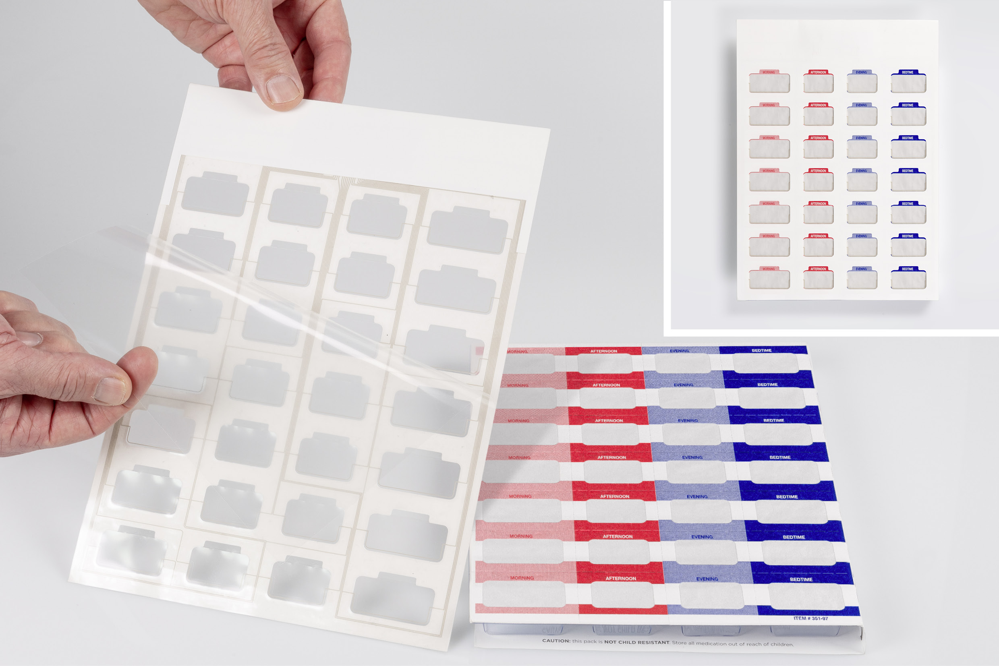 MORNING AFTERNOON EVENING BEDTIME
MORNING AFTERNOON EVENING BEDTIME
MORNING AFTERNOON EVENING BEDTIME
MORNING AFTERNOON EVENING BEDTIME
MORNING AFTERNOON EVENING BEDTIME
MORNING AFTERNOON EVENING BEDTIME
MORNING AFTERNOON EVENING BEDTIME
MORNING AFTERNOON EVENING BEDTIME
MORNING AFTERNOON EVENING BEDTIME
MORNING AFTERNOON EVENING BEDTIME
MORNING AFTERNOON EVENING BEDTIME
MORNING AFTERNOON EVENING BEDTIME
MORNING AFTERNOON EVENING BEDTIME
MORNING AFTERNOON EVENING BEDTIME
ITEM # 351-97
CAUTION: this pack is NOT CHILD RESISTANT. Store all medication out of reach of children.